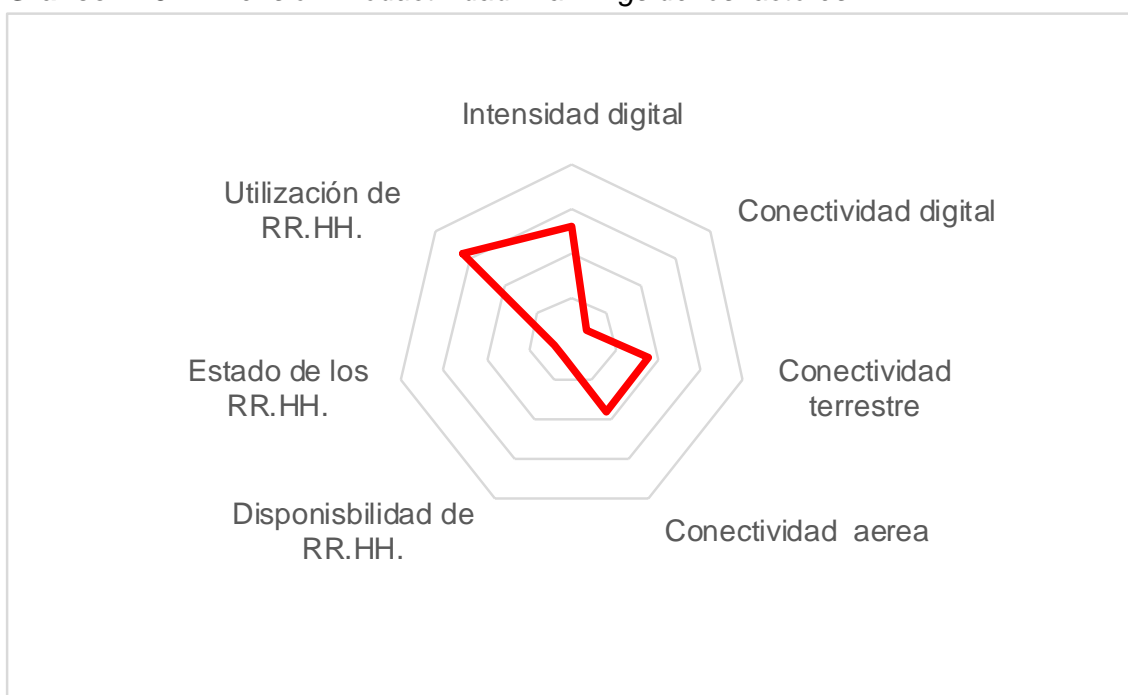 Intensidad digital
Utilización de
RR.HH.
Conectividad digital
Estado de los
RR.HH.
Conectividad
terrestre
Disponisbilidad de
RR.HH.
Conectividad aerea